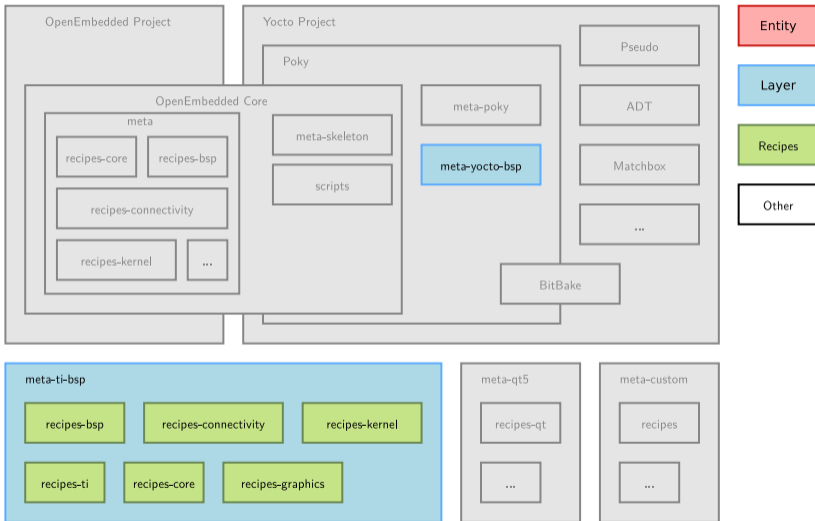 OpenEmbedded Project
Yocto Project
Entity
Pseudo
Poky
Layer
OpenEmbedded Core
meta-poky
ADT
meta
meta-skeleton
recipes-core
recipes-bsp
Recipes
meta-yocto-bsp
Matchbox
scripts
recipes-connectivity
Other
...
recipes-kernel
...
BitBake
meta-ti-bsp
meta-qt5
meta-custom
recipes-bsp
recipes-connectivity
recipes-kernel
recipes-qt
recipes
recipes-ti
recipes-core
recipes-graphics
...
...